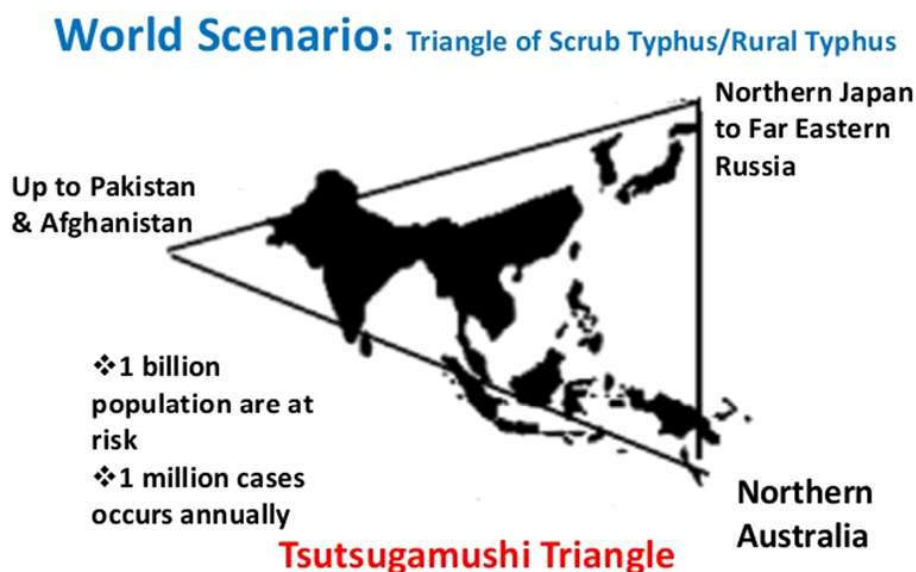 World Scenario: Triangle of Scrub Typhus/Rural Typhus
Northern Japan
to Far Eastern
Russia
Up to Pakistan
& Afghanistan
❖1 billion
population are at
risk
❖1 million cases
occurs annually
Northern
Australia
Tsutsugamushi Triangle